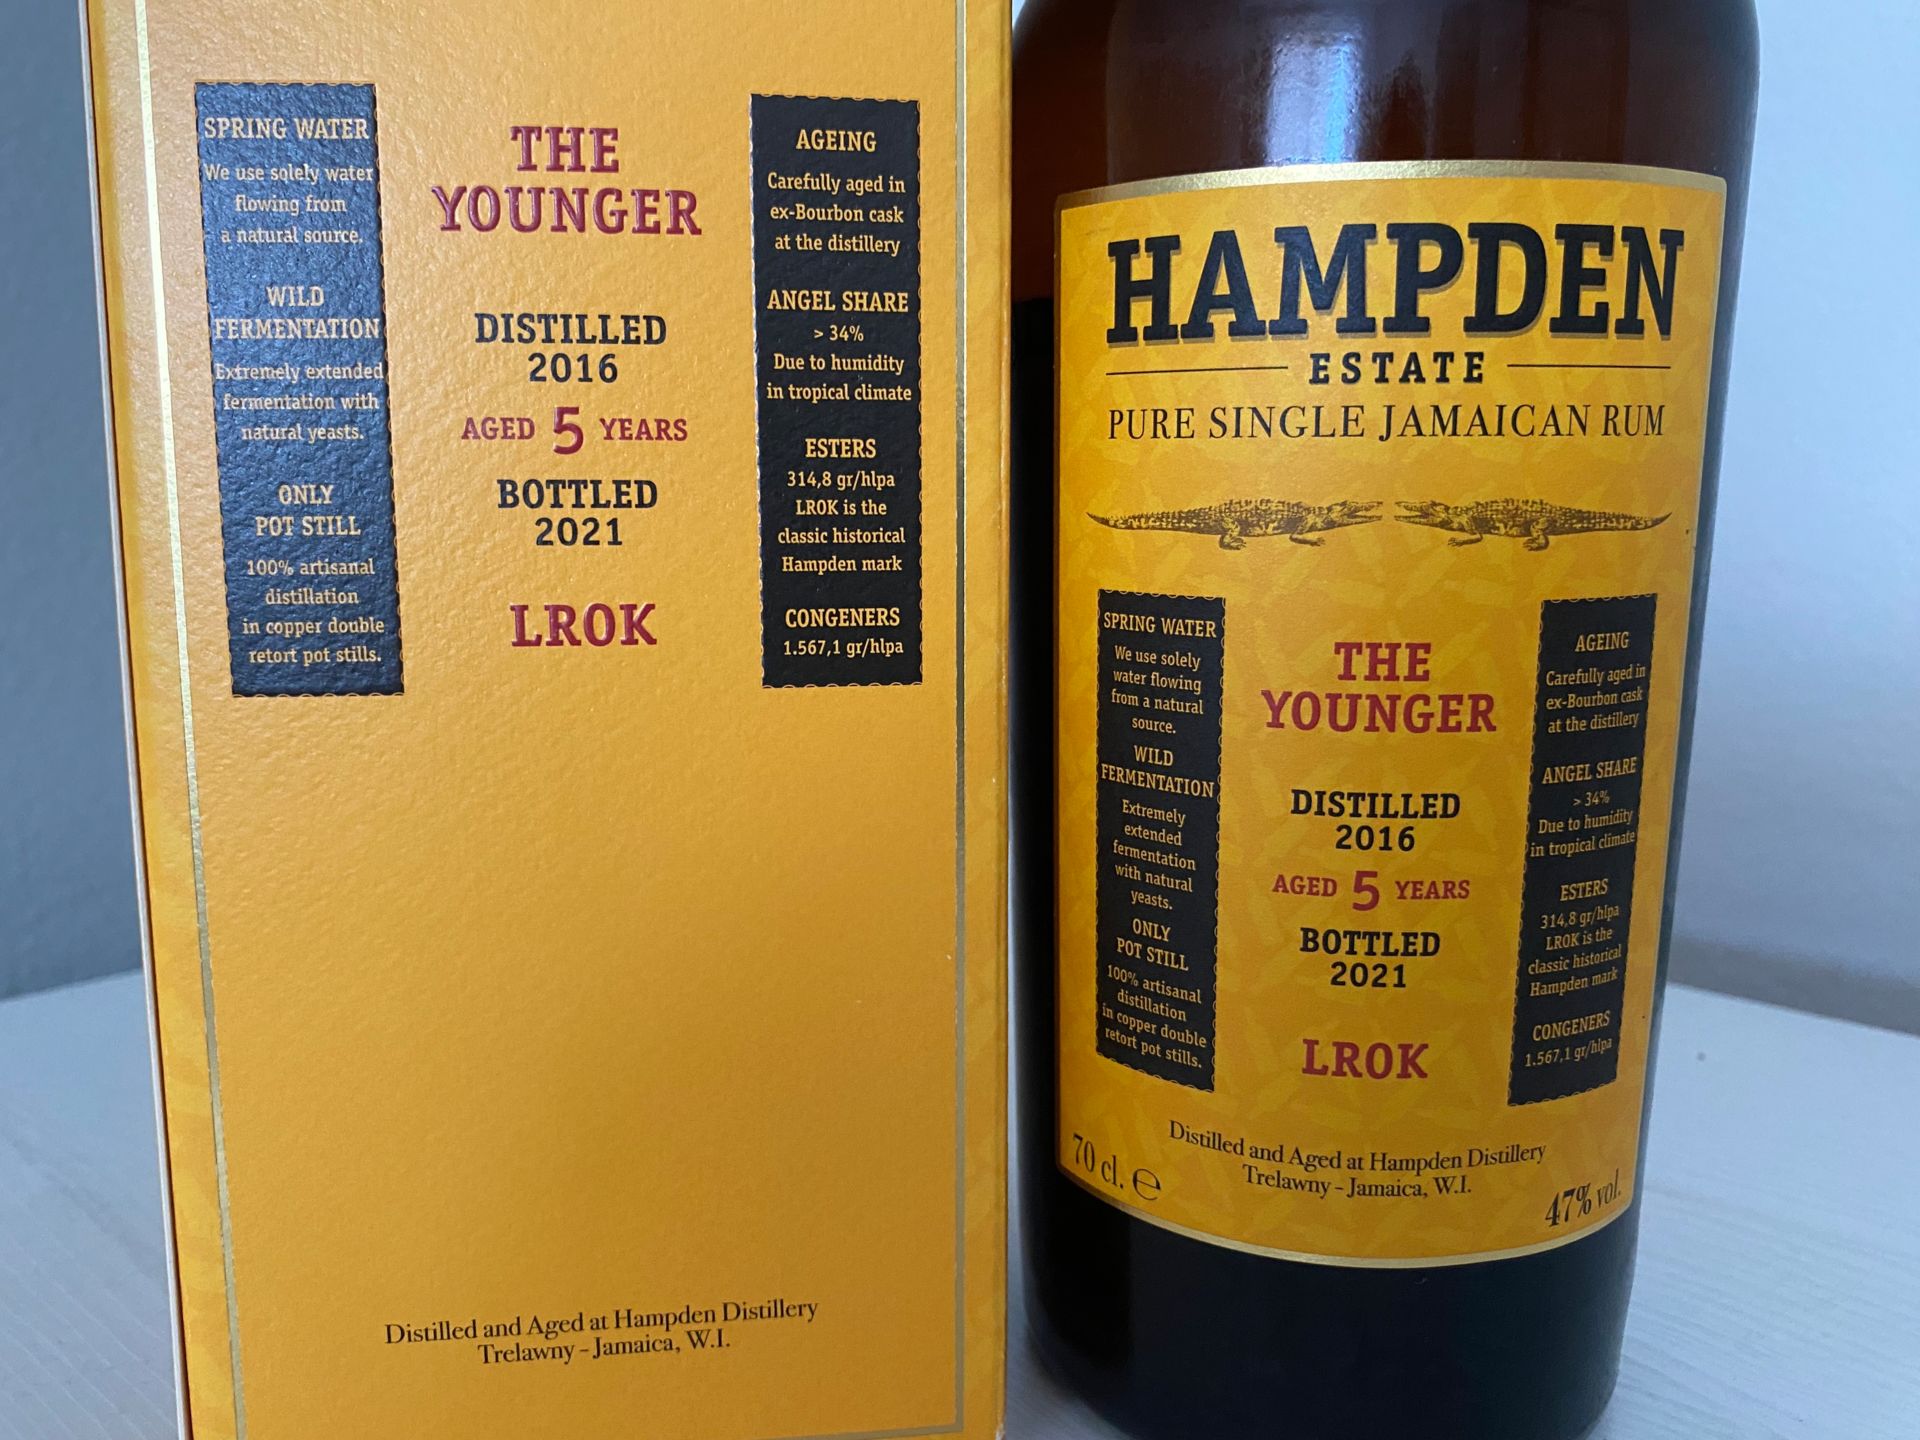 SPRING WATER
We use solely water
flowing from
a natural source.
WILD
FERMENTATION
Extremely extended
fermentation with
natural yeasts.
ONLY
POT STILL
100% artisanal
distillation
in copper double
retort pot stills.
THE
YOUNGER
DISTILLED
2016
AGED 5 YEARS
BOTTLED
2021
LROK
AGEING
Carefully aged in
ex-Bourbon cask
at the distillery
ANGEL SHARE
> 34%
Due to humidity
in tropical climate
ESTERS
314,8 gr/hlpa
LROK is the
classic historical
Hampden mark
CONGENERS
1.567,1 gr/hlpa
Distilled and Aged at Hampden Distillery
Trelawny - Jamaica, W.I.
HAMPDEN
ESTATE
PURE SINGLE JAMAICAN RUM
SPRING WATER
We use solely
water flowing
from a natural
source.
WILD
FERMENTATION
Extremely
extended
fermentation
with natural
yeasts.
ONLY
POT STILL
100% artisanal
distillation
in copper double
retort pot stills.
THE
YOUNGER
DISTILLED
2016
AGED 5 YEARS
BOTTLED
2021
LROK
AGEING
Carefully aged in
ex-Bourbon cask
at the distillery
ANGEL SHARE
> 34%
Due to humidity
in tropical climate
ESTERS
314,8 gr/hlpa
LROK is the
classic historical
Hampden mark
CONGENERS
1.567,1 gr/hlpa
Distilled and Aged at Hampden Distillery
Trelawny - Jamaica, W.I.
70 cl. ℮
47% vol.